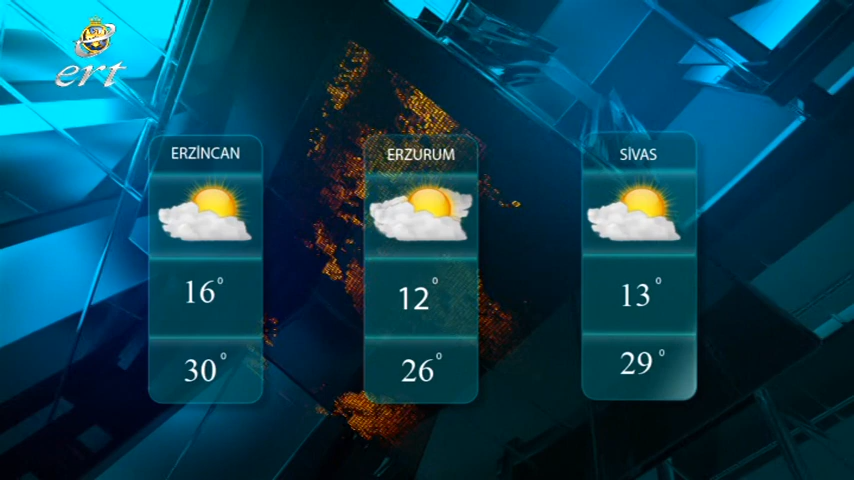 ert
ERZİNCAN
16°
30°
ERZURUM
12°
26°
SİVAS
13°
29°